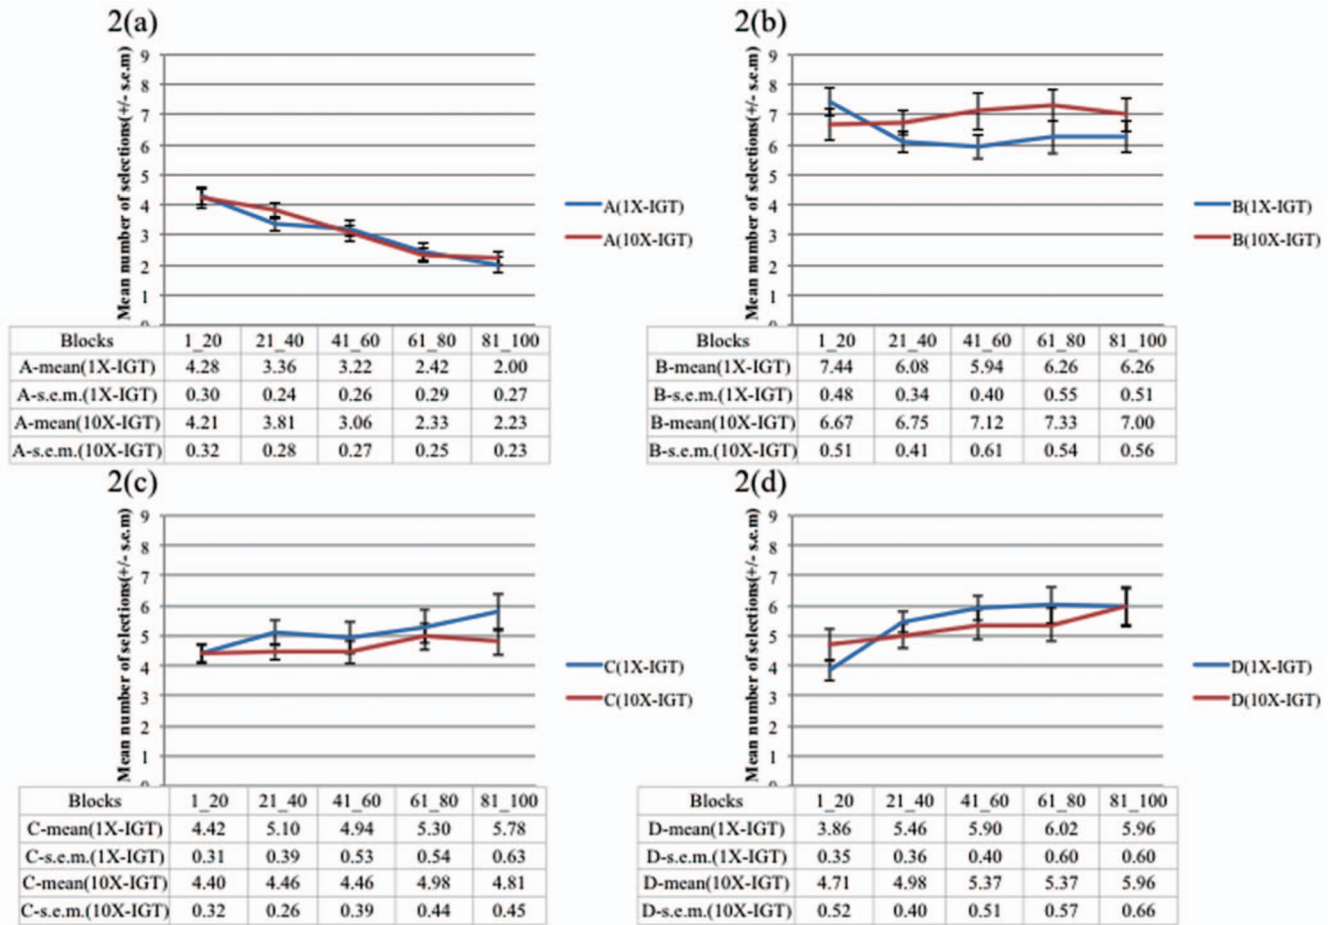 2(a)
Mean number of selections(+/- s.e.m)
9
8
7
6
5
4
3
2
1
0
A(1X-IGT)
A(10X-IGT)
Blocks 1_20 21_40 41_60 61_80 81_100
A-mean(1X-IGT) 4.28 3.36 3.22 2.42 2.00
A-s.e.m.(1X-IGT) 0.30 0.24 0.26 0.29 0.27
A-mean(10X-IGT) 4.21 3.81 3.06 2.33 2.23
A-s.e.m.(10X-IGT) 0.32 0.28 0.27 0.25 0.23
2(b)
Mean number of selections(+/- s.e.m)
9
8
7
6
5
4
3
2
1
0
B(1X-IGT)
B(10X-IGT)
Blocks 1_20 21_40 41_60 61_80 81_100
B-mean(1X-IGT) 7.44 6.08 5.94 6.26 6.26
B-s.e.m.(1X-IGT) 0.48 0.34 0.40 0.55 0.51
B-mean(10X-IGT) 6.67 6.75 7.12 7.33 7.00
B-s.e.m.(10X-IGT) 0.51 0.41 0.61 0.54 0.56
2(c)
Mean number of selections(+/- s.e.m)
9
8
7
6
5
4
3
2
1
0
C(1X-IGT)
C(10X-IGT)
Blocks 1_20 21_40 41_60 61_80 81_100
C-mean(1X-IGT) 4.42 5.10 4.94 5.30 5.78
C-s.e.m.(1X-IGT) 0.31 0.39 0.53 0.54 0.63
C-mean(10X-IGT) 4.40 4.46 4.46 4.98 4.81
C-s.e.m.(10X-IGT) 0.32 0.26 0.39 0.44 0.45
2(d)
Mean number of selections(+/- s.e.m)
9
8
7
6
5
4
3
2
1
0
D(1X-IGT)
D(10X-IGT)
Blocks 1_20 21_40 41_60 61_80 81_100
D-mean(1X-IGT) 3.86 5.46 5.90 6.02 5.96
D-s.e.m.(1X-IGT) 0.35 0.36 0.40 0.60 0.60
D-mean(10X-IGT) 4.71 4.98 5.37 5.37 5.96
D-s.e.m.(10X-IGT) 0.52 0.40 0.51 0.57 0.66